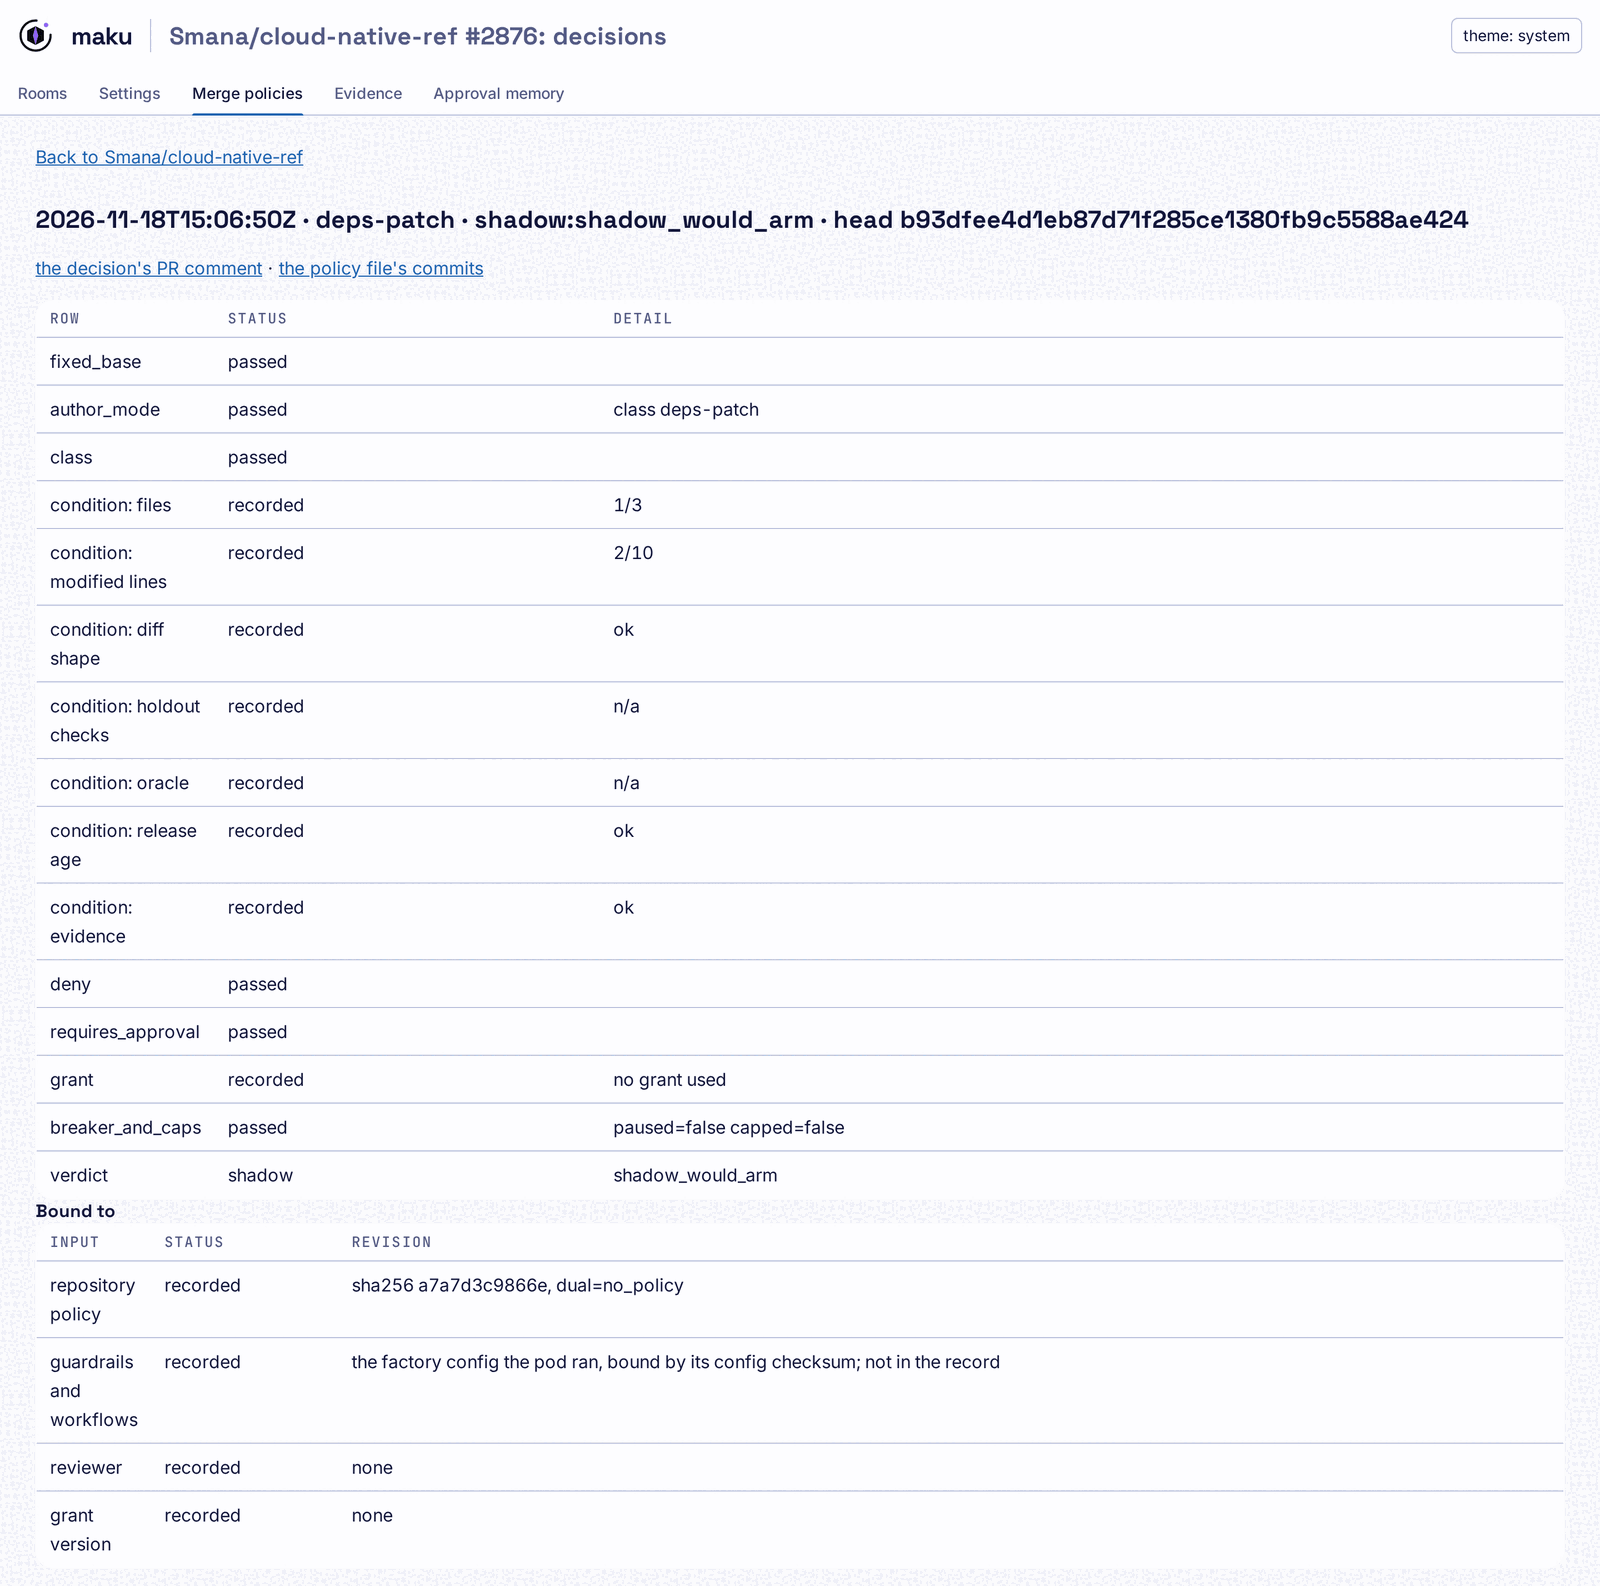 maku
Smana/cloud-native-ref #2876: decisions
theme: system
Rooms Settings Merge policies Evidence Approval memory
Back to Smana/cloud-native-ref
2026-11-18T15:06:50Z · deps-patch · shadow:shadow_would_arm · head b93dfee4d1eb87d71f285ce1380fb9c5588ae424
the decision's PR comment · the policy file's commits
ROW STATUS DETAIL
fixed_base passed
author_mode passed class deps-patch
class passed
condition: files recorded 1/3
condition: recorded 2/10
modified lines
condition: diff recorded ok
shape
condition: holdout recorded n/a
checks
condition: oracle recorded n/a
condition: release recorded ok
age
condition: recorded ok
evidence
deny passed
requires_approval passed
grant recorded no grant used
breaker_and_caps passed paused=false capped=false
verdict shadow shadow_would_arm
Bound to
INPUT STATUS REVISION
repository recorded sha256 a7a7d3c9866e, dual=no_policy
policy
guardrails recorded the factory config the pod ran, bound by its config checksum; not in the record
and
workflows
reviewer recorded none
grant recorded none
version